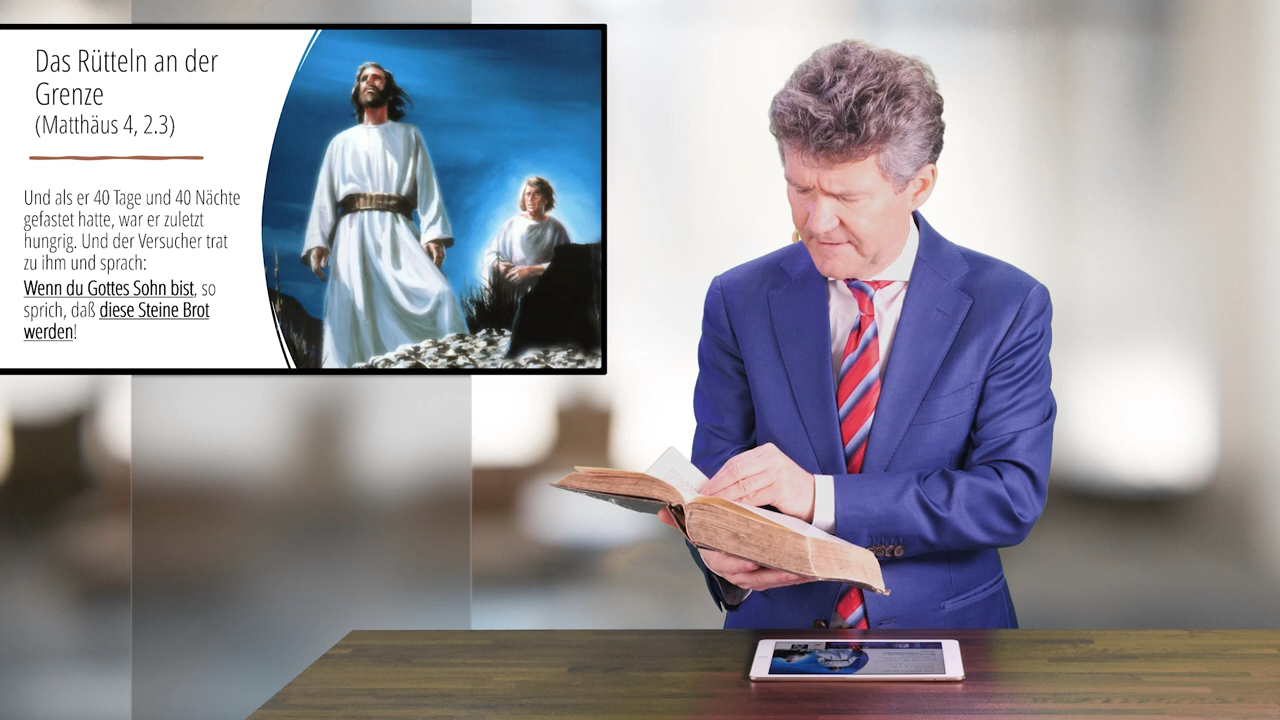 Das Rütteln an der
Grenze
(Matthäus 4, 2.3)
Und als er 40 Tage und 40 Nächte
gefastet hatte, war er zuletzt
hungrig. Und der Versucher trat
zu ihm und sprach:
Wenn du Gottes Sohn bist, so
sprich, daß diese Steine Brot
werden!